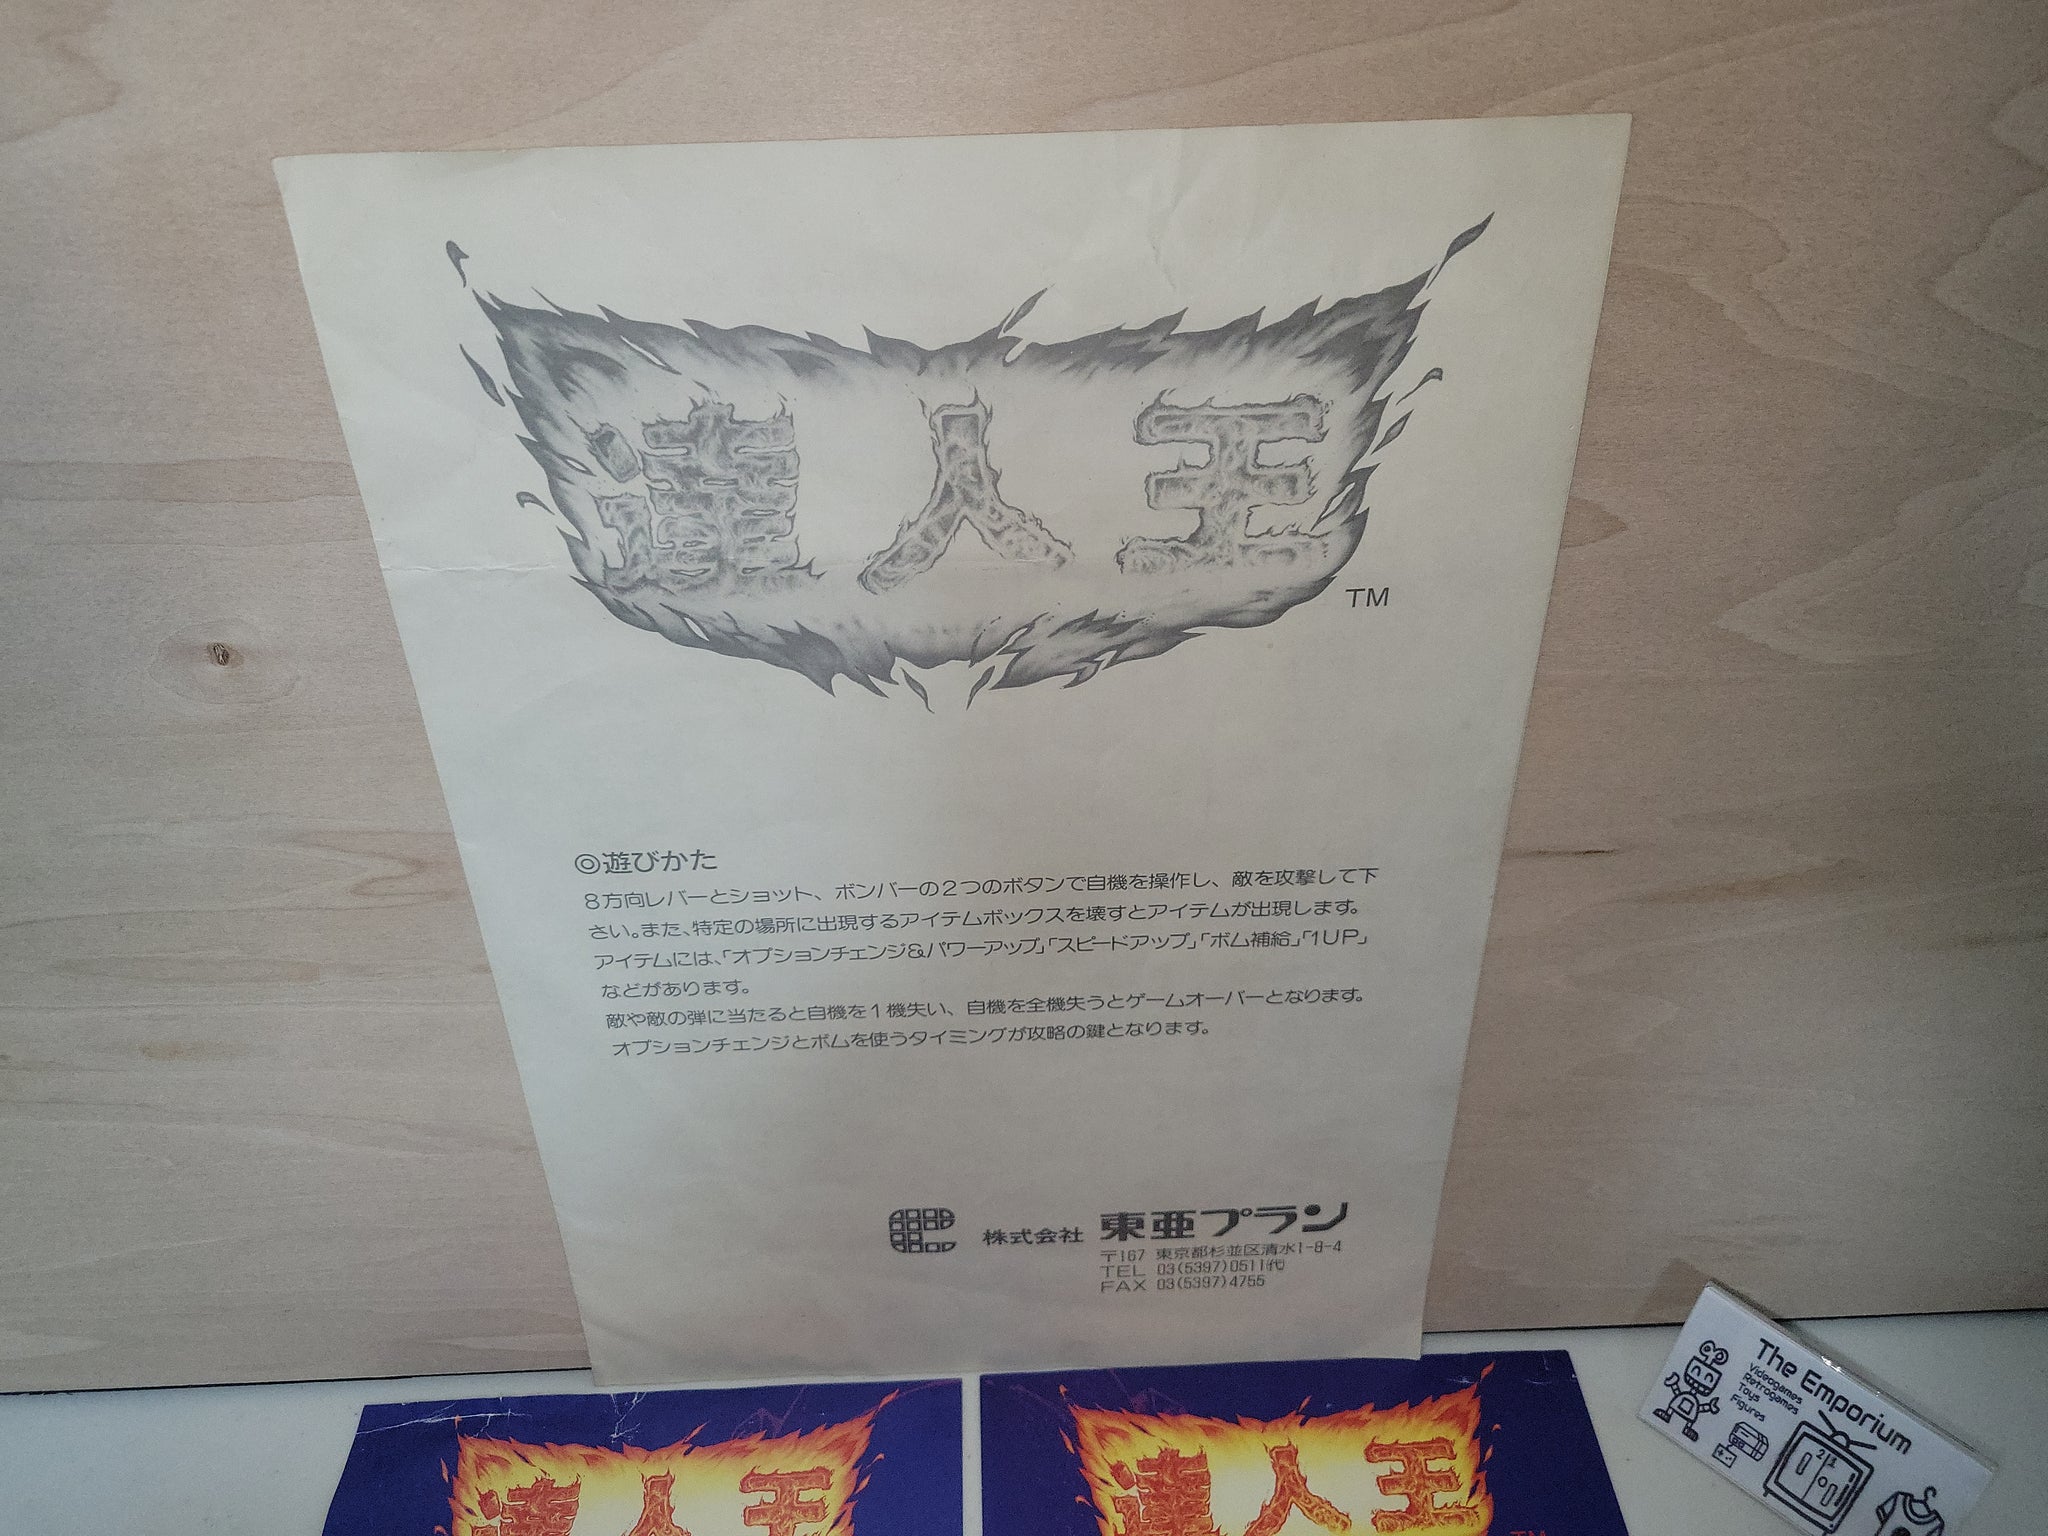 達人王
TM
◎遊びかた
8方向レバーとショット、ボンバーの2つのボタンで自機を操作し、敵を攻撃して下
さい。また、特定の場所に出現するアイテムボックスを壊すとアイテムが出現します。
アイテムには、「オプションチェンジ&パワーアップ」「スピードアップ」「ボム補給」「1UP」
などがあります。
敵や敵の弾に当たると自機を1機失い、自機を全機失うとゲームオーバーとなります。
オプションチェンジとボムを使うタイミングが攻略の鍵となります。
株式会社 東亜プラン
〒167 東京都杉並区清水1-8-4
TEL 03(5397)0511㈹
FAX 03(5397)4755
達人王
達人王
TM
The Emporium
Videogames
Retrogames
Toys
Figures
21